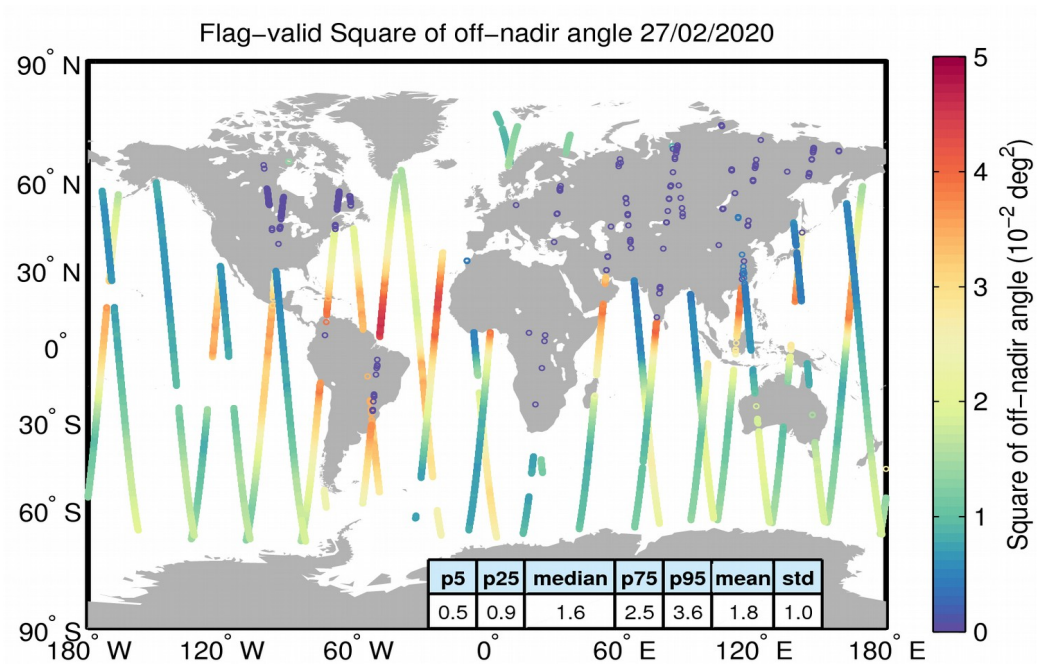 Flag−valid Square of off−nadir angle 27/02/2020
90° N
60° N
30° N
0°
30° S
60° S
90° S
180° W
120° W
60° W
0°
60° E
120° E
180° E
p5 p25 median p75 p95 mean std
0.5 0.9 1.6 2.5 3.6 1.8 1.0
5
4
3
2
1
0
Square of off−nadir angle (10⁻² deg²)